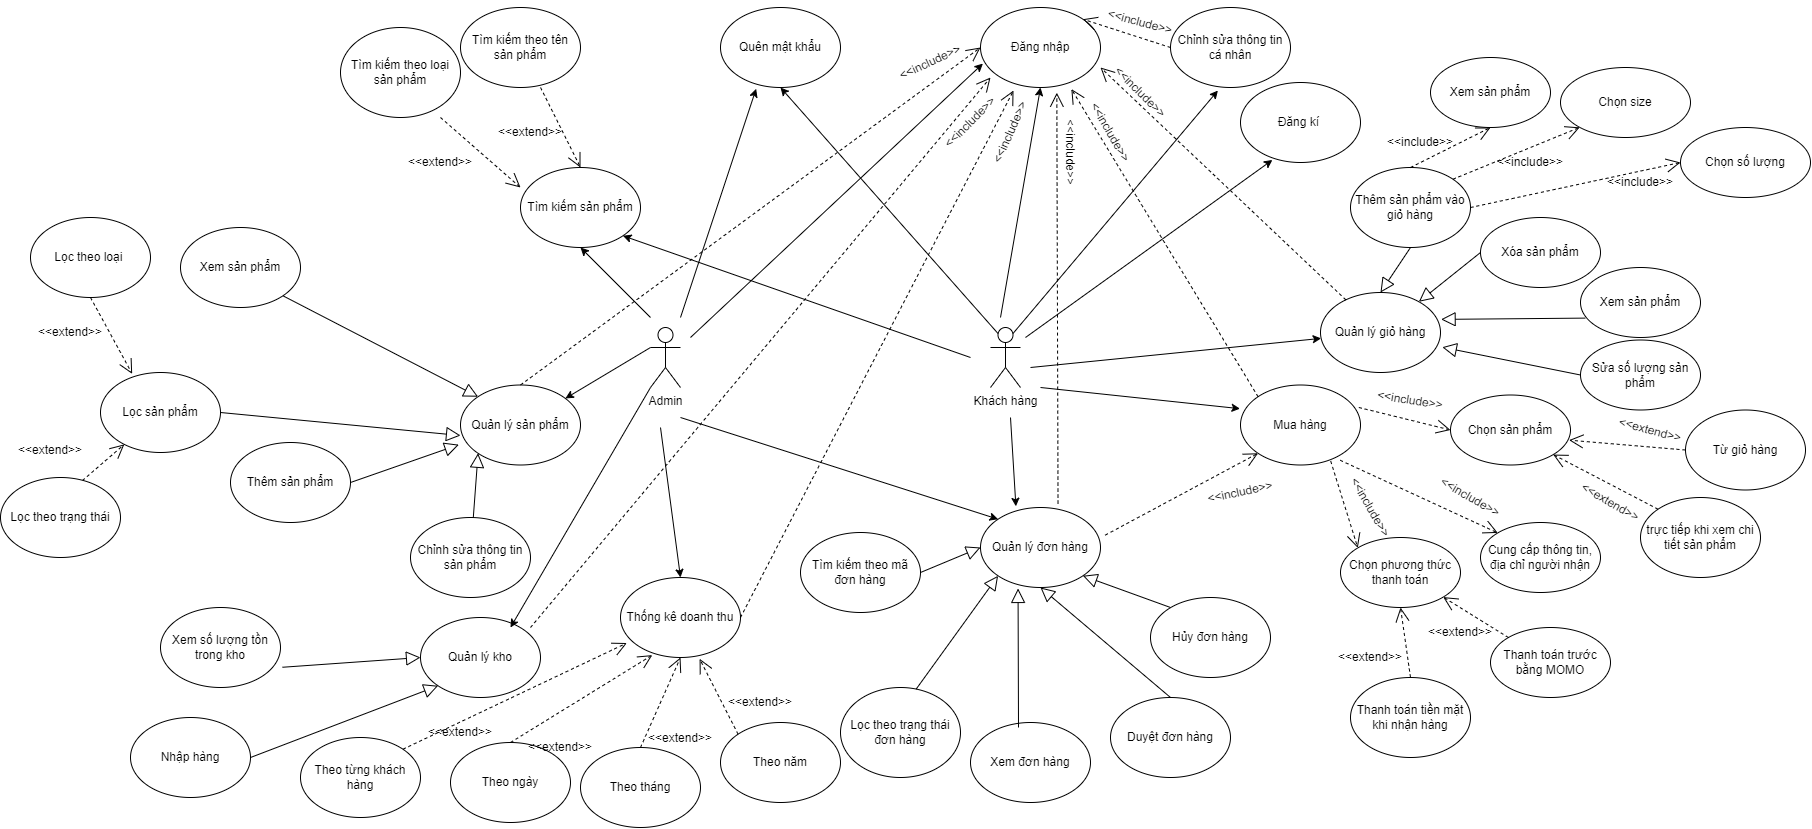 Tìm kiếm theo tên
sản phẩm
Quên mật khẩu
Đăng nhập
<<include>>
Chỉnh sửa thông tin
cá nhân
Tìm kiếm theo loại
sản phẩm
<<include>>
<<include>>
<<include>>
<<include>>
<<include>>
<<include>>
<<include>>
Xem sản phẩm
Chọn size
Đăng kí
<<extend>>
<<extend>>
<<include>>
<<include>>
<<include>>
Chọn số lượng
Tìm kiếm sản phẩm
Thêm sản phẩm vào
giỏ hàng
Lọc theo loại
Xem sản phẩm
Xóa sản phẩm
Xem sản phẩm
<<extend>>
Quản lý giỏ hàng
Sửa số lượng sản
phẩm
Admin
Khách hàng
Lọc sản phẩm
Quản lý sản phẩm
Mua hàng
<<include>>
Chọn sản phẩm
<<extend>>
Từ giỏ hàng
<<extend>>
Thêm sản phẩm
Lọc theo trạng thái
<<include>>
<<include>>
<<include>>
<<extend>>
trực tiếp khi xem chi
tiết sản phẩm
Chỉnh sửa thông tin
sản phẩm
Quản lý đơn hàng
Tìm kiếm theo mã
đơn hàng
Chọn phương thức
thanh toán
Cung cấp thông tin,
địa chỉ người nhận
Thống kê doanh thu
Hủy đơn hàng
<<extend>>
<<extend>>
Xem số lượng tồn
trong kho
Quản lý kho
Thanh toán trước
bằng MOMO
Thanh toán tiền mặt
khi nhận hàng
<<extend>>
<<extend>>
<<extend>>
<<extend>>
Lọc theo trạng thái
đơn hàng
Duyệt đơn hàng
Xem đơn hàng
Nhập hàng
Theo từng khách
hàng
Theo ngày
Theo tháng
Theo năm